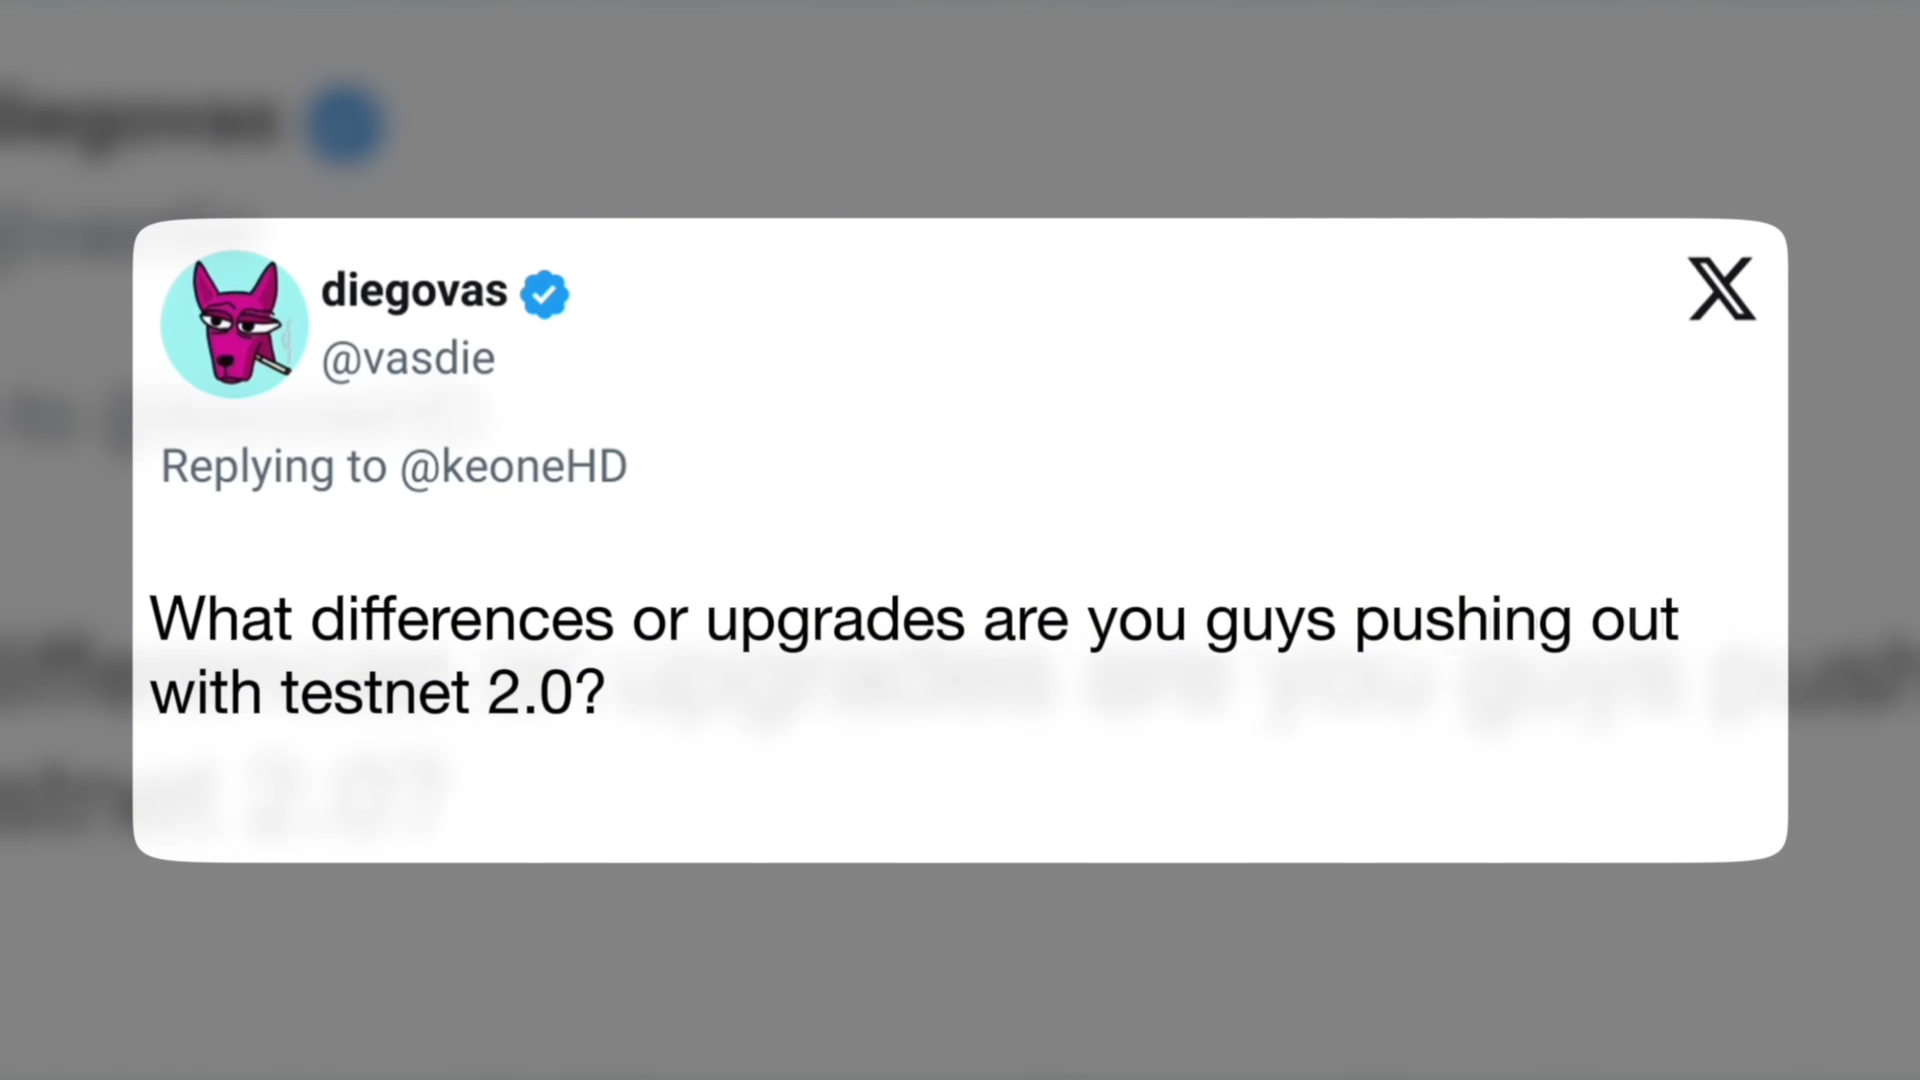 diegovas
@vasdie
Replying to @keoneHD
What differences or upgrades are you guys pushing out
with testnet 2.0?